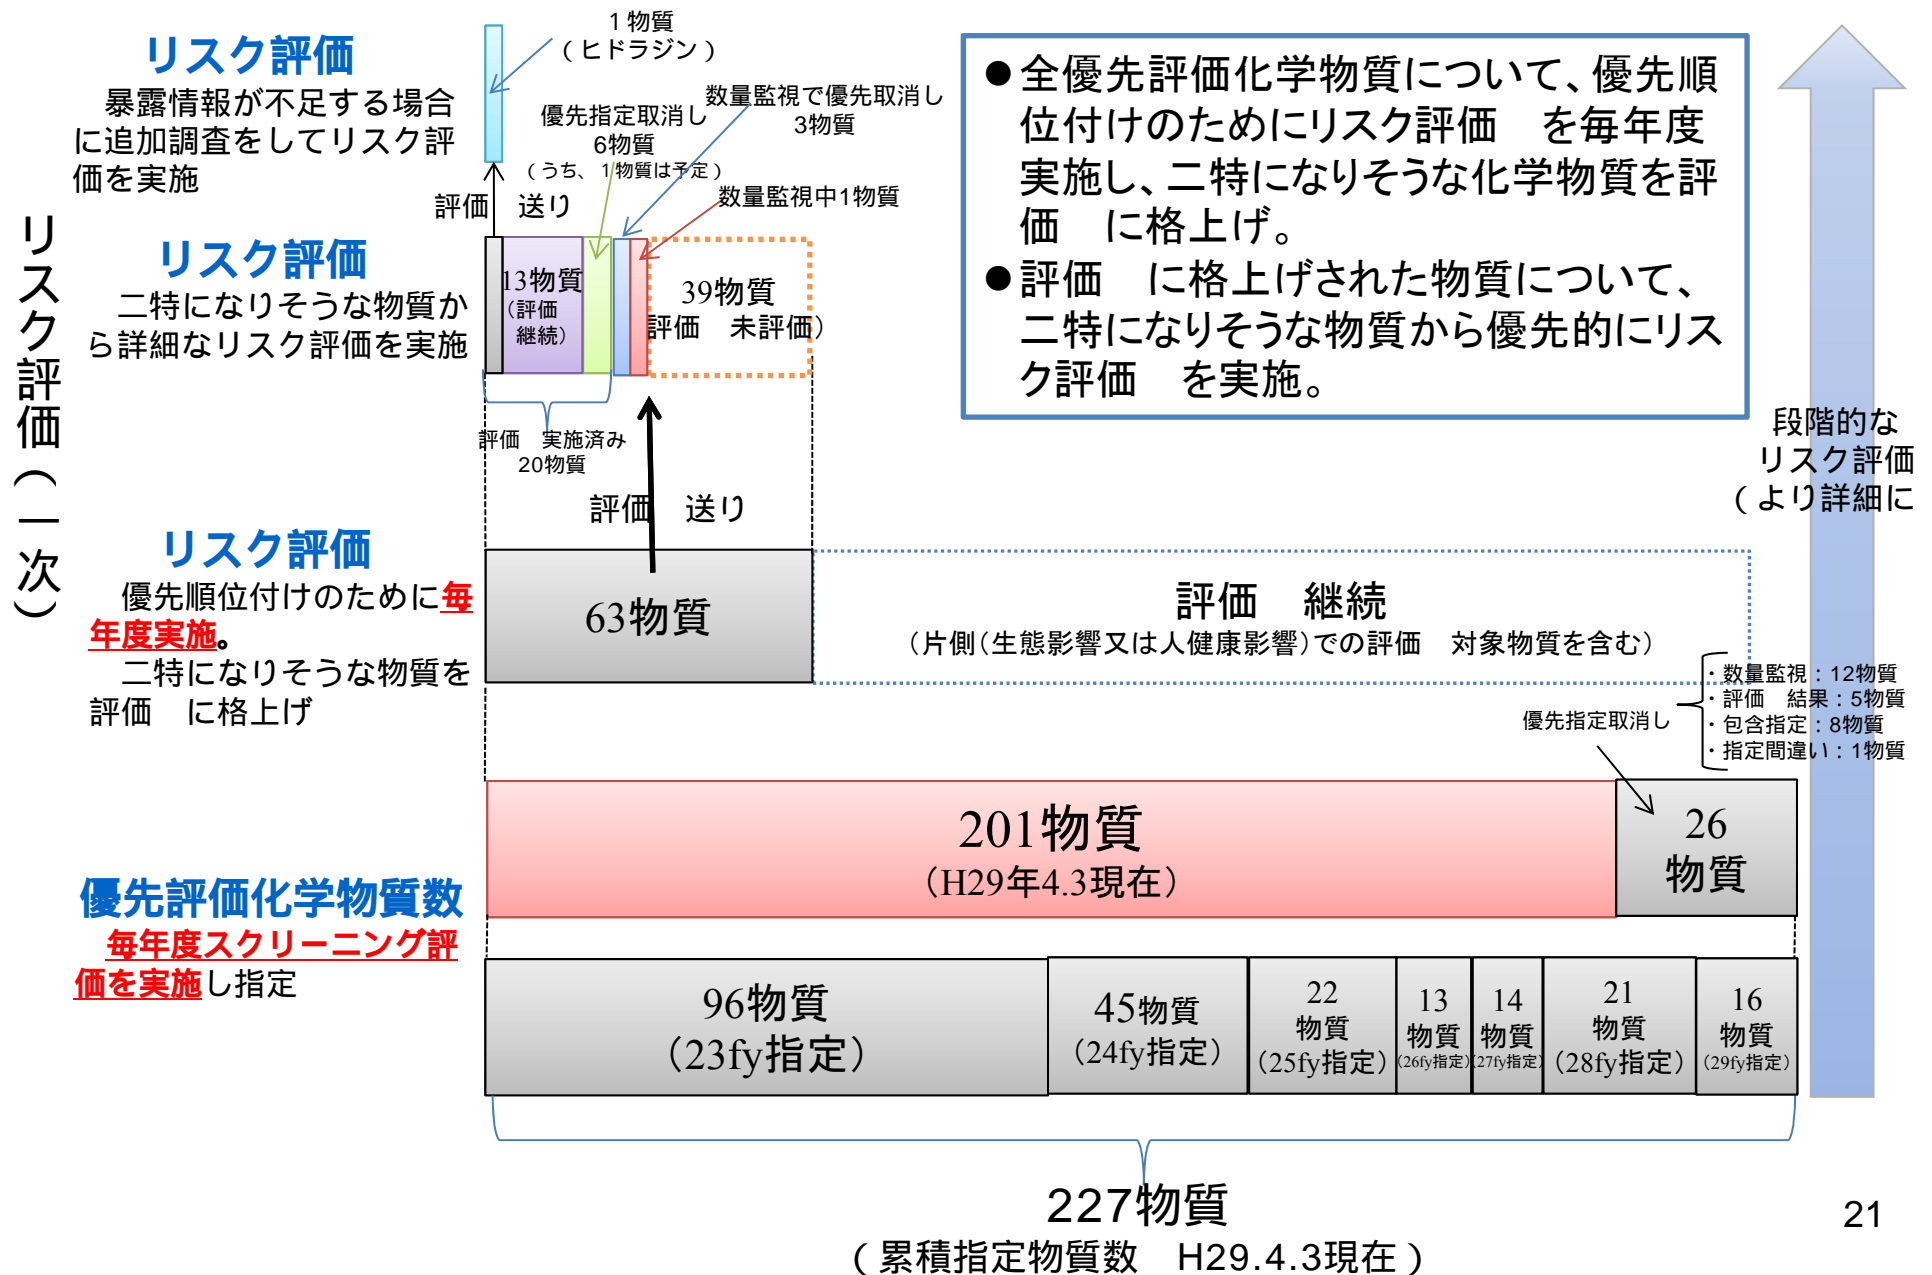 リスク評価(一次)
リスク評価
暴露情報が不足する場合
に追加調査をしてリスク評
価を実施
1物質
(ヒドラジン)
優先指定取消し
6物質
(うち、1物質は予定)
数量監視で優先取消し
3物質
数量監視中1物質
評価　送り
●全優先評価化学物質について、優先順
位付けのためにリスク評価　を毎年度
実施し、二特になりそうな化学物質を評
価　に格上げ。
●評価　に格上げされた物質について、
二特になりそうな物質から優先的にリス
ク評価　を実施。
リスク評価
二特になりそうな物質か
ら詳細なリスク評価を実施
13物質
(評価
継続)
39物質
評価　未評価)
評価　実施済み
20物質
評価　送り
段階的な
リスク評価
(より詳細に
リスク評価
優先順位付けのために毎
年度実施。
二特になりそうな物質を
評価　に格上げ
63物質
評価　継続
(片側(生態影響又は人健康影響)での評価　対象物質を含む)
優先指定取消し
・数量監視:12物質
・評価　結果:5物質
・包含指定:8物質
・指定間違い:1物質
201物質
(H29年4.3現在)
26
物質
優先評価化学物質数
毎年度スクリーニング評
価を実施し指定
96物質
(23fy指定)
45物質
(24fy指定)
22
物質
(25fy指定)
13
物質
(26fy指定)
14
物質
(27fy指定)
21
物質
(28fy指定)
16
物質
(29fy指定)
227物質
(累積指定物質数　H29.4.3現在)
21